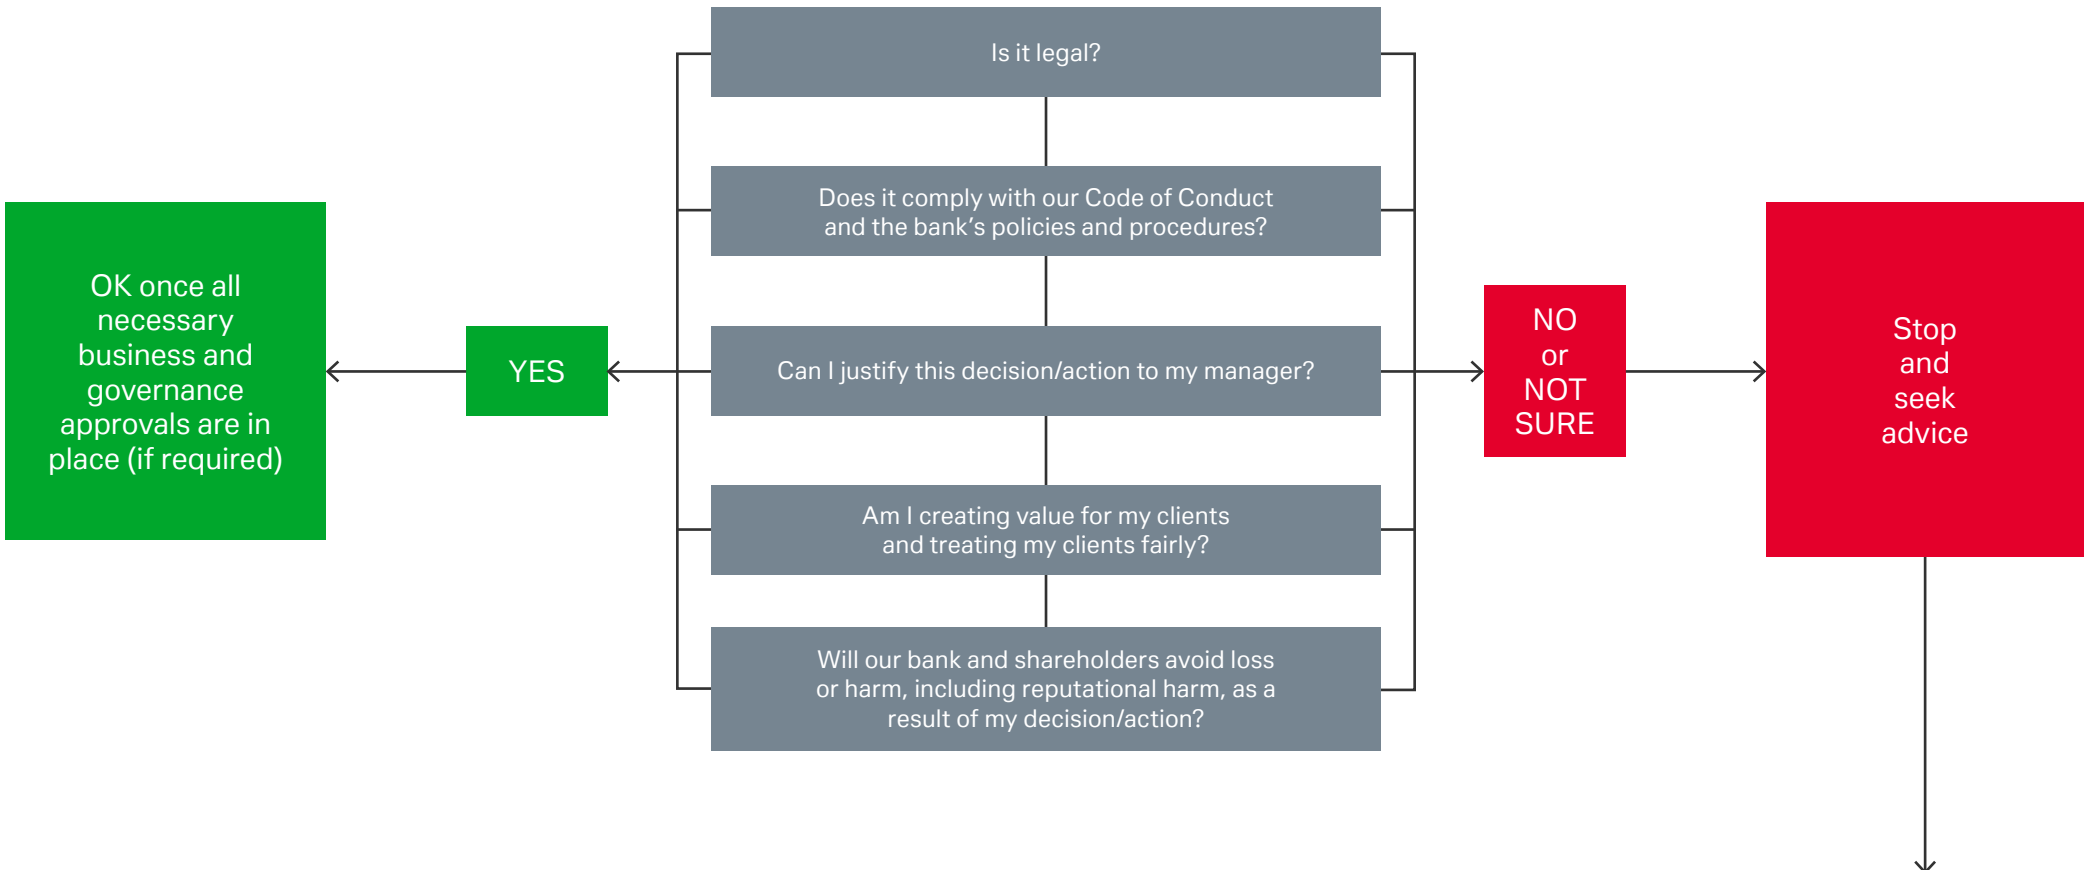 Is it legal?
Does it comply with our Code of Conduct
and the bank’s policies and procedures?
OK once all
necessary
business and
governance
approvals are in
place (if required)
YES
Can I justify this decision/action to my manager?
NO
or
NOT
SURE
Stop
and
seek
advice
Am I creating value for my clients
and treating my clients fairly?
Will our bank and shareholders avoid loss
or harm, including reputational harm, as a
result of my decision/action?